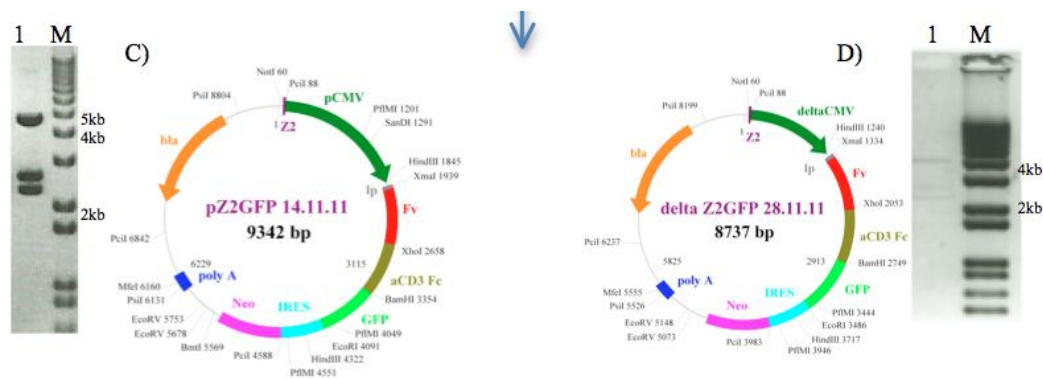 1 M
5kb
4kb
2kb
C)
NotI 60
PciI 88
pCMV
PsiI 8804
PflMI 1201
SanDI 1291
1 Z2
bla
HindIII 1845
XmaI 1939
Ip
Fv
pZ2GFP 14.11.11
9342 bp
XhoI 2658
PciI 6842
6229
3115
aCD3 Fc
poly A
MfeI 6160
PsiI 6131
BamHI 3354
Neo
IRES
GFP
EcoRV 5753
EcoRV 5678
PflMI 4049
EcoRI 4091
BmtI 5569
HindIII 4322
PciI 4588
PflMI 4551
D)
NotI 60
PciI 88
deltaCMV
PsiI 8199
1 Z2
HindIII 1240
XmaI 1334
bla
Ip
Fv
delta Z2GFP 28.11.11
8737 bp
XhoI 2053
PciI 6237
5825
2913
aCD3 Fc
poly A
BamHI 2749
MfeI 5555
PsiI 5526
Neo
IRES
GFP
EcoRV 5148
EcoRV 5073
PflMI 3444
EcoRI 3486
HindIII 3717
PciI 3983
PflMI 3946
1 M
4kb
2kb